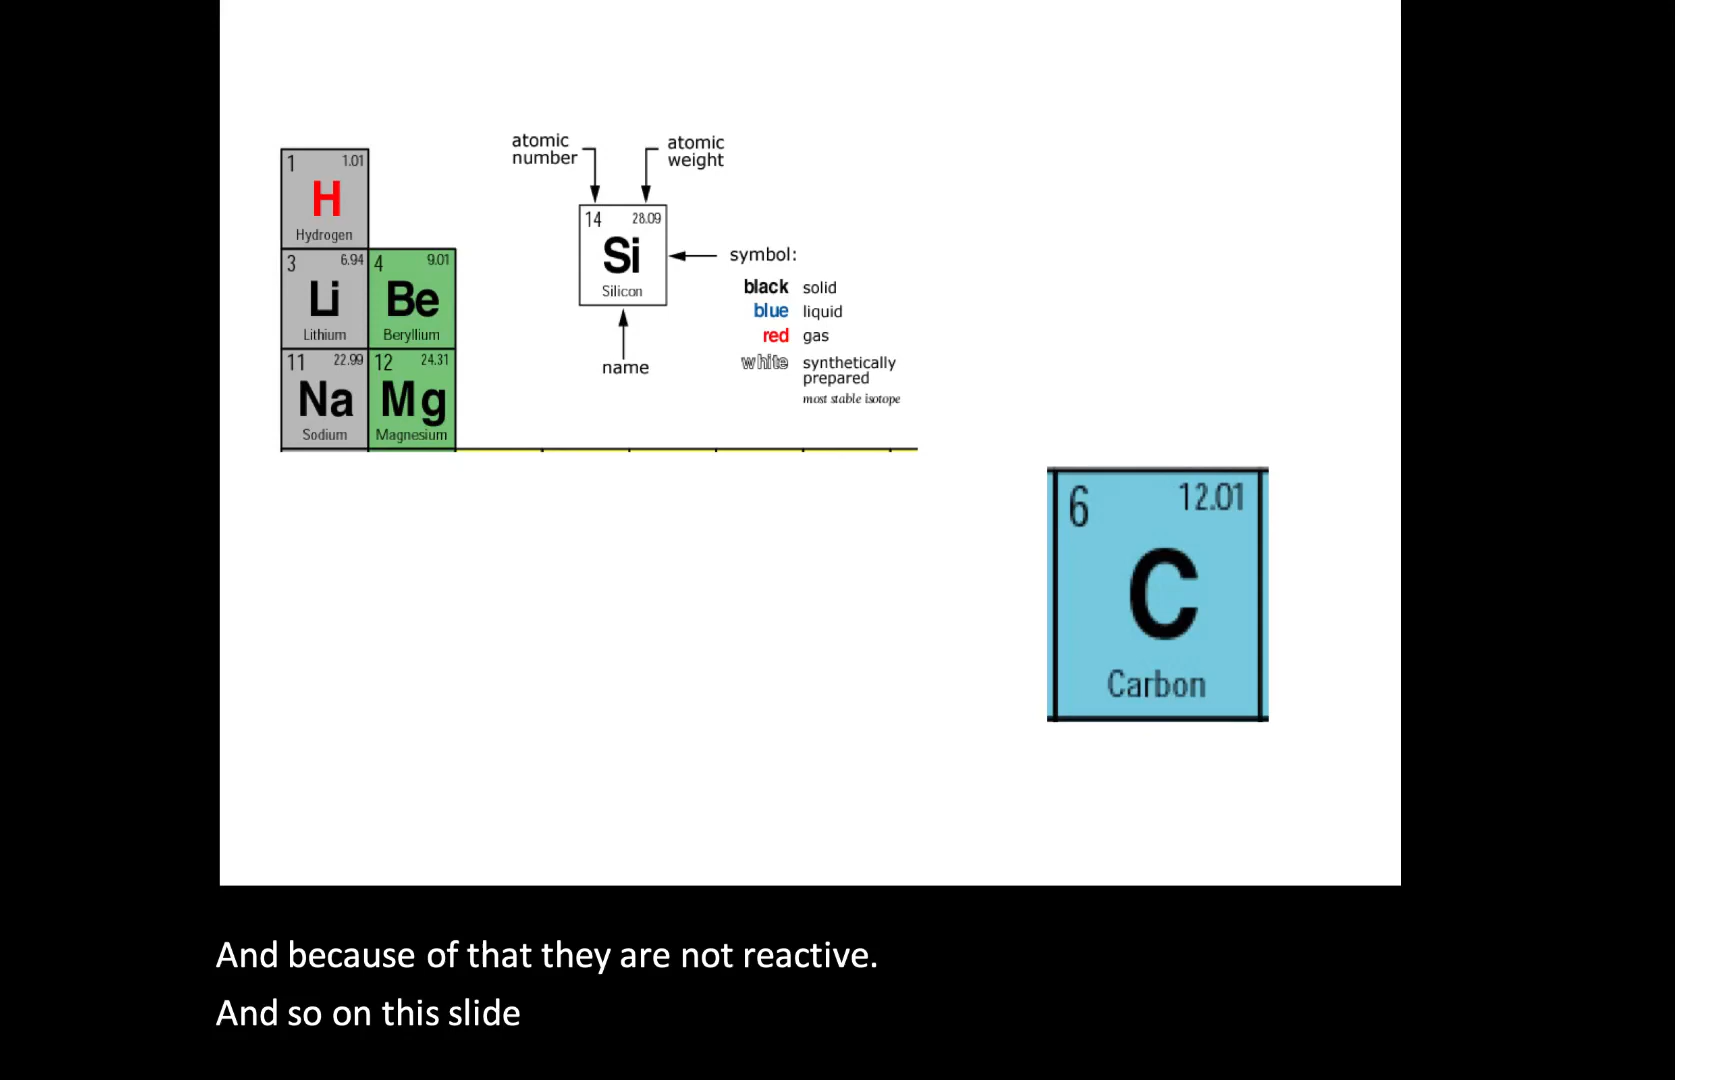 1 1.01
H
Hydrogen
3 6.94
Li
Lithium
4 9.01
Be
Beryllium
11 22.99
Na
Sodium
12 24.31
Mg
Magnesium
atomic
number
atomic
weight
14 28.09
Si
Silicon
name
symbol:
black solid
blue liquid
red gas
white synthetically
prepared
most stable isotope
6 12.01
C
Carbon
And because of that they are not reactive.
And so on this slide